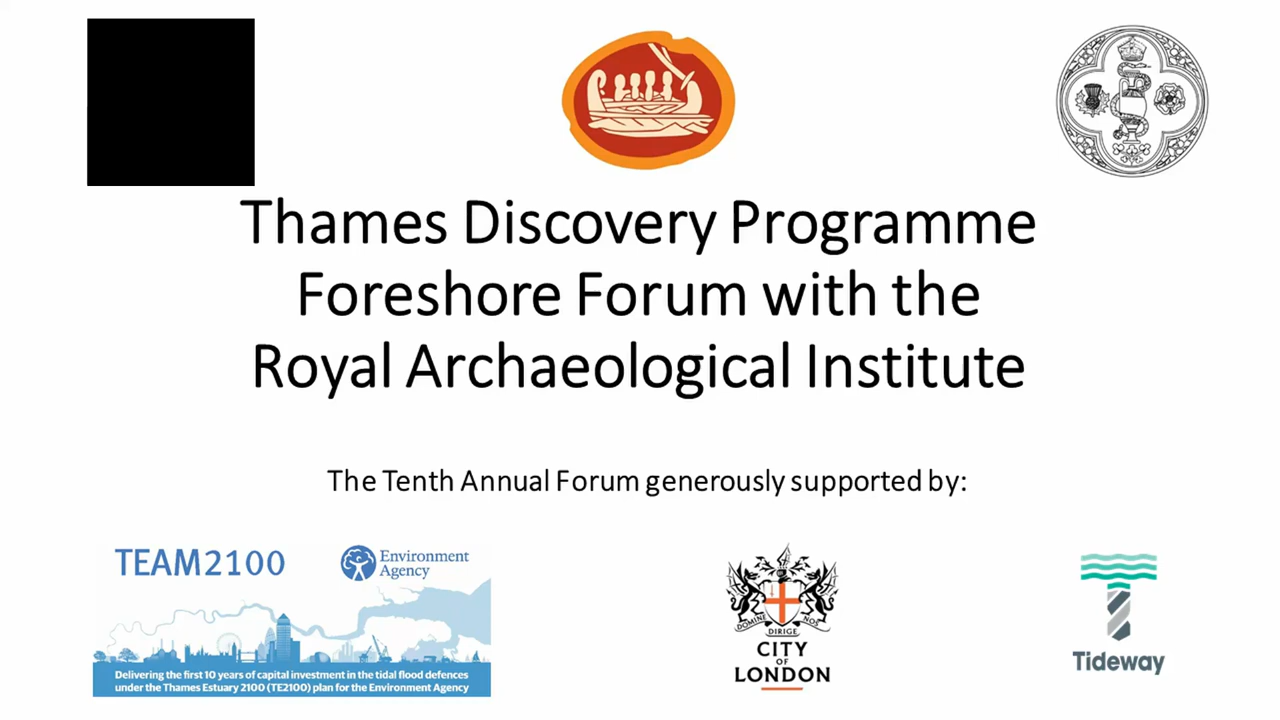 Thames Discovery Programme
Foreshore Forum with the
Royal Archaeological Institute
The Tenth Annual Forum generously supported by:
TEAM2100
Environment
Agency
Delivering the first 10 years of capital investment in the tidal flood defences
under the Thames Estuary 2100 (TE2100) plan for the Environment Agency
DOMINE DIRIGE NOS
CITY
OF
LONDON
Tideway